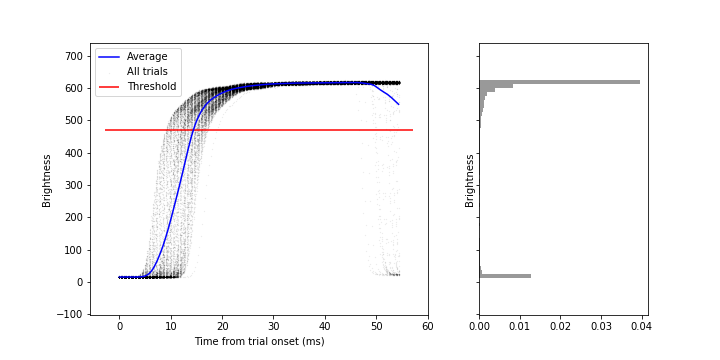 700
600
500
400
300
200
100
0
−100
Brightness
Average
All trials
Threshold
0 10 20 30 40 50 60
Time from trial onset (ms)
Brightness
0.00 0.01 0.02 0.03 0.04